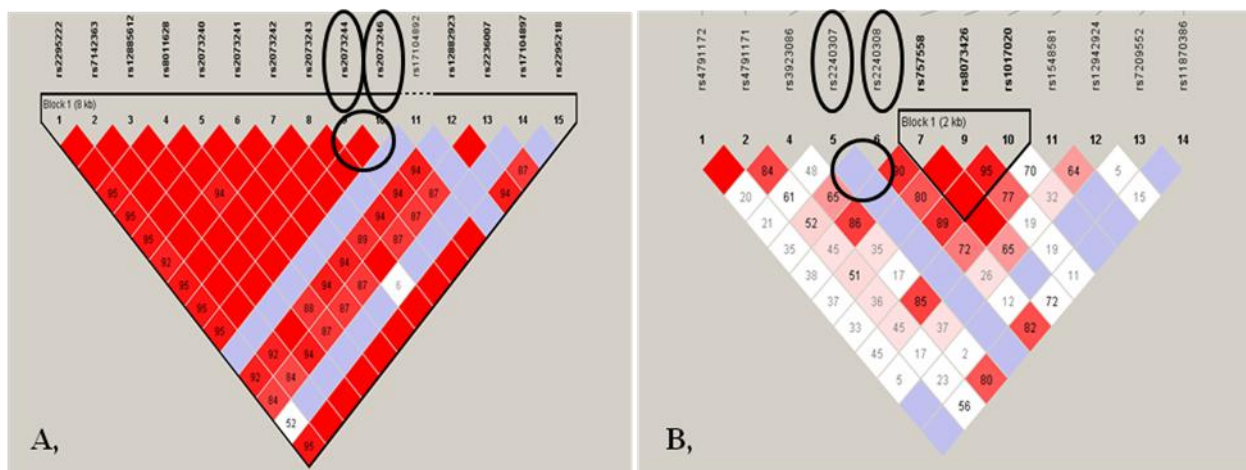 rs2295222
rs7142363
rs12885612
rs8011628
rs2073240
rs2073241
rs2073242
rs2073243
rs2073244
rs2073246
rs17104892
rs12882923
rs2236007
rs17104897
rs2295218
Block 1 (8 kb)
1 2 3 4 5 6 7 8 9 10 11 12 13 14 15
94 87
95 94 94 87 94
95 94 87
95 89 87
92 94
95 94 87 6
95 88 87
95 87
92 94
92 84
84
52
95
A,
rs4791172
rs4791171
rs3923086
rs2240307
rs2240308
rs757558
rs8073426
rs1017020
rs1548581
rs12942924
rs7209552
rs11870386
Block 1 (2 kb)
1 2 4 5 6 7 9 10 11 12 13 14
84 48 90 95 70 64 5
20 61 65 80 77 32 15
21 52 86 89 19
35 45 35 72 65 19
38 51 17 26 11
37 36 85 12 72
33 45 37 82
45 17 2
5 23 80
56
B,